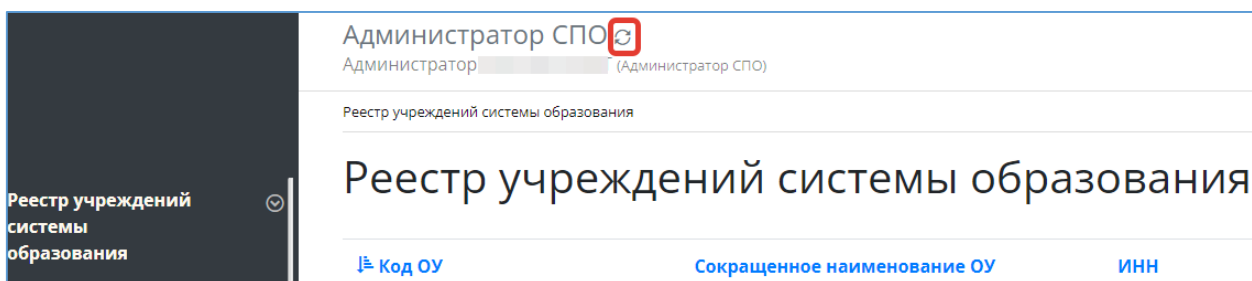 Администратор СПО
Администратор (Администратор СПО)
Реестр учреждений системы образования
Реестр учреждений системы образования
Реестр учреждений
системы
образования
Код ОУ Сокращенное наименование ОУ ИНН